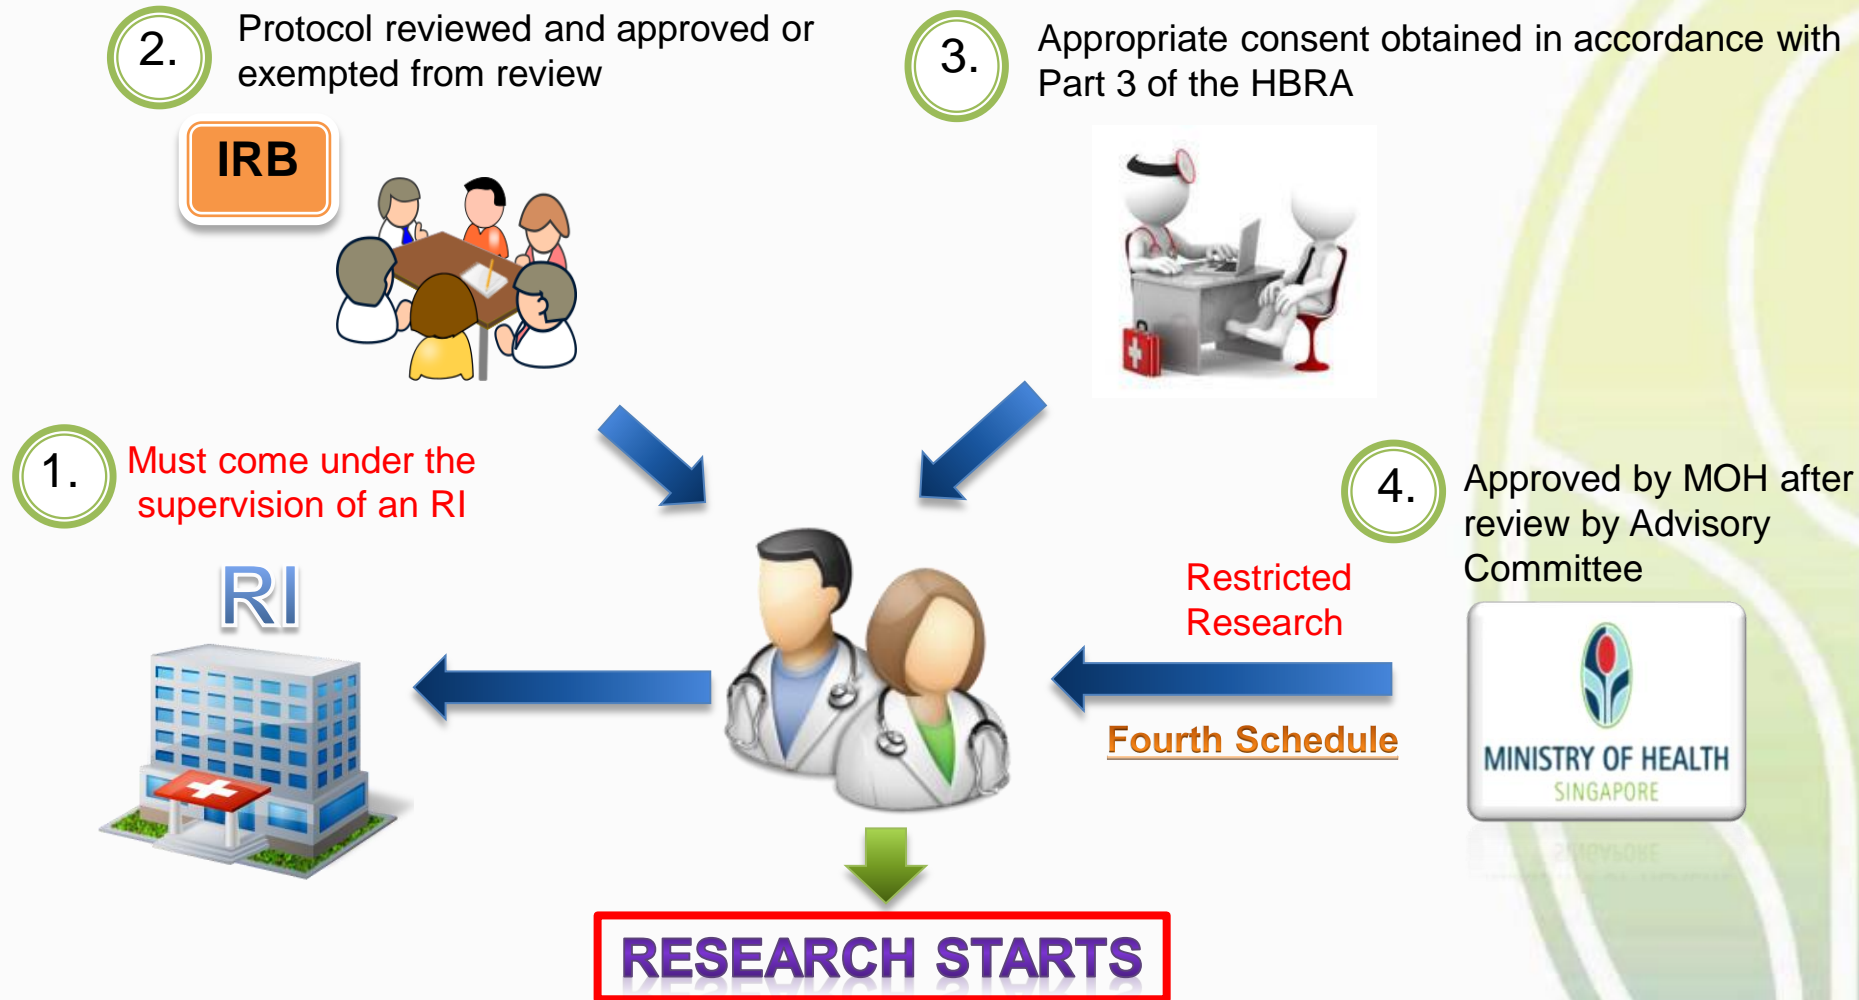 2.
Protocol reviewed and approved or
exempted from review
IRB
3.
Appropriate consent obtained in accordance with
Part 3 of the HBRA
1.
Must come under the
supervision of an RI
RI
4.
Approved by MOH after
review by Advisory
Committee
Restricted
Research
Fourth Schedule
MINISTRY OF HEALTH
SINGAPORE
RESEARCH STARTS